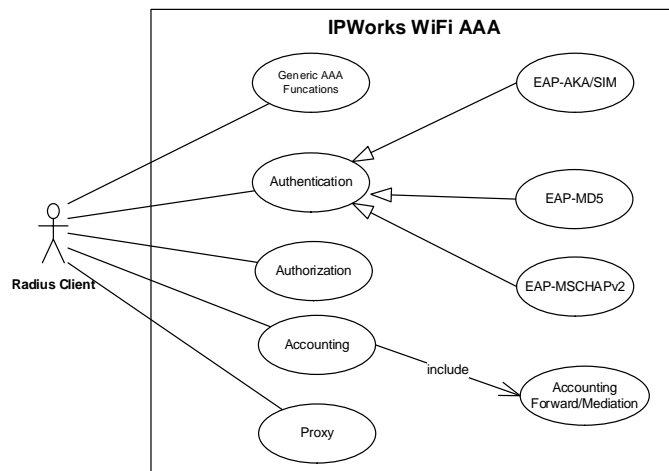 IPWorks WiFi AAA
Generic AAA
Funcations
EAP-AKA/SIM
Authentication
EAP-MD5
Radius Client
Authorization
EAP-MSCHAPv2
Accounting
include
Accounting
Forward/Mediation
Proxy